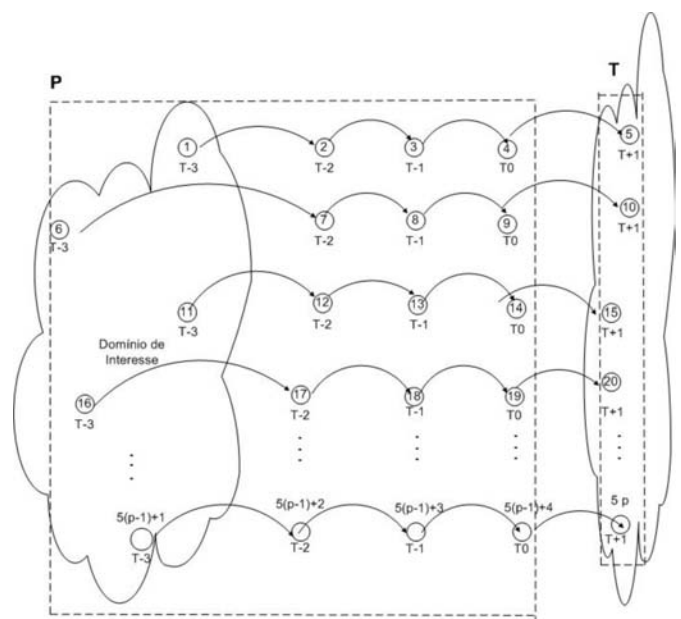 P T
1 2 3 4 5
T-3 T-2 T-1 T0 T+1
6 7 8 9 10
T-3 T-2 T-1 T0 T+1
11 12 13 14 15
T-3 T-2 T-1 T0 T+1
Domínio de
Interesse
16 17 18 19 20
T-3 T-2 T-1 T0 T+1
5(p-1)+1 5(p-1)+2 5(p-1)+3 5(p-1)+4 5 p
T-3 T-2 T-1 T0 T+1